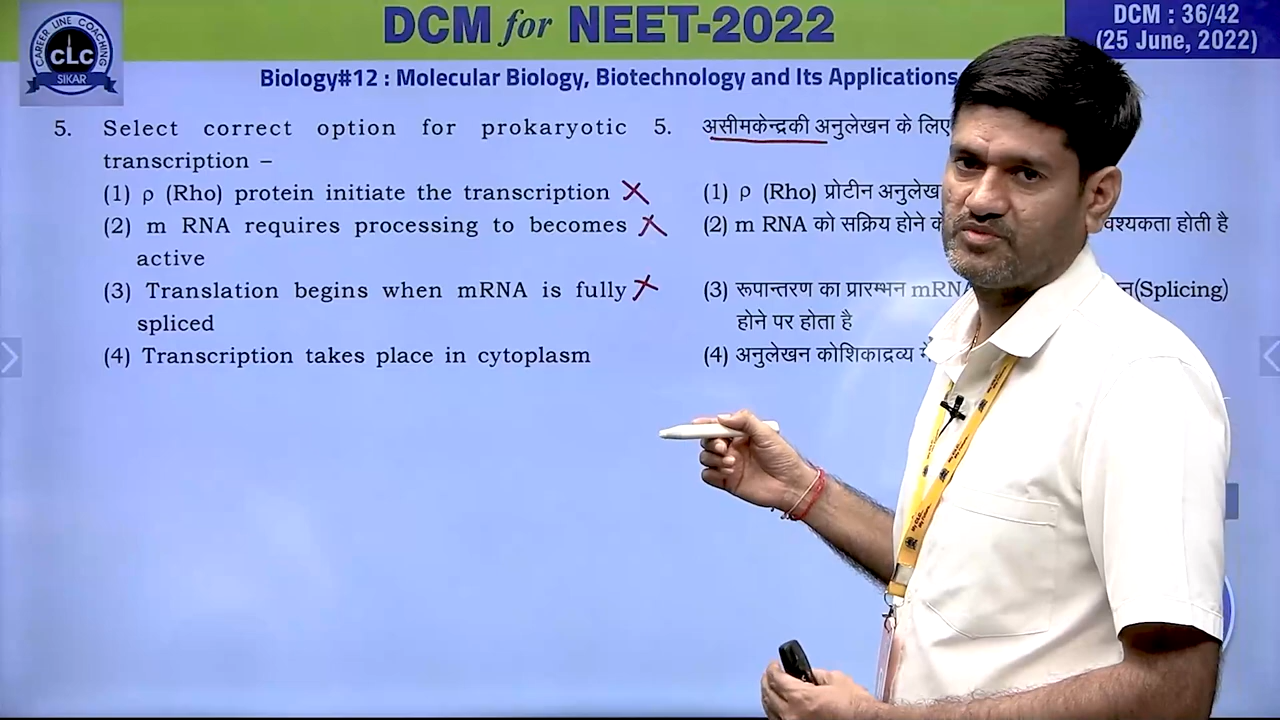 DCM for NEET-2022
DCM : 36/42
(25 June, 2022)
CAREER LINE COACHING
CLC
SIKAR
Biology#12 : Molecular Biology, Biotechnology and Its Applications
5. Select correct option for prokaryotic
transcription –
(1) ρ (Rho) protein initiate the transcription
(2) m RNA requires processing to becomes
active
(3) Translation begins when mRNA is fully
spliced
(4) Transcription takes place in cytoplasm
5. असीमकेन्द्रकी अनुलेखन के लिए
(1) ρ (Rho) प्रोटीन
(2) m RNA को सक्रिय होने होती है
(3) रूपान्तरण का प्रारम्भन (Splicing)
होने पर होता है
(4) अनुलेखन कोशिकाद्रव्य